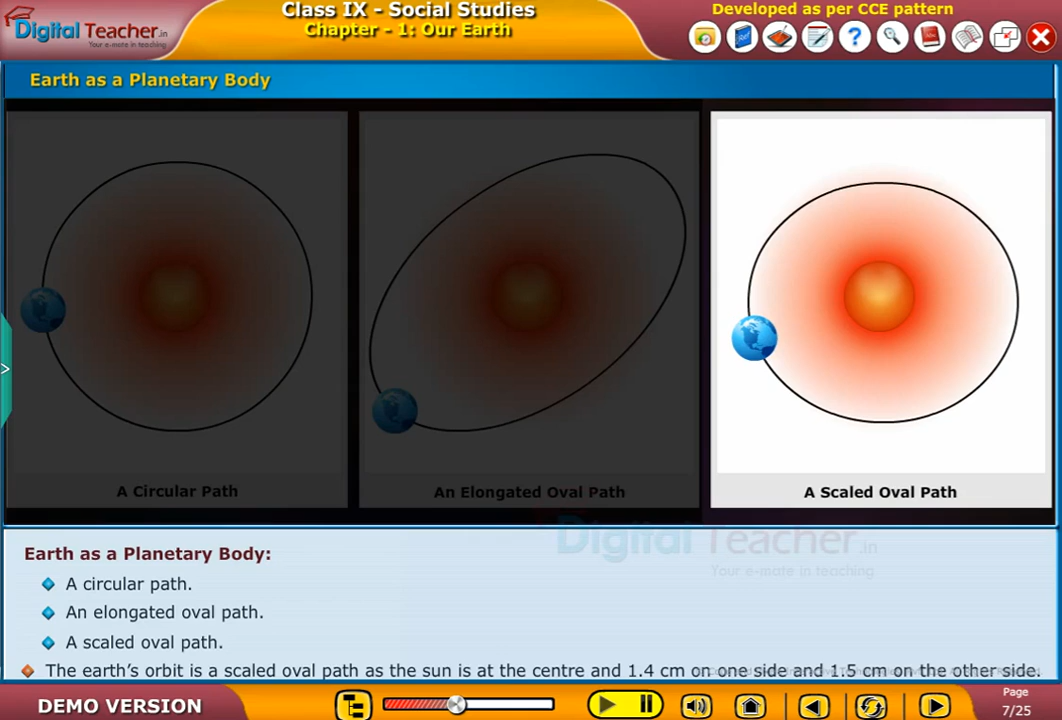 Digital Teacher.in
Your e-mate in teaching
Class IX - Social Studies
Chapter - 1: Our Earth
Developed as per CCE pattern
Earth as a Planetary Body
A Circular Path
An Elongated Oval Path
A Scaled Oval Path
Digital Teacher.in
Your e-mate in teaching
Earth as a Planetary Body:
A circular path.
An elongated oval path.
A scaled oval path.
The earth's orbit is a scaled oval path as the sun is at the centre and 1.4 cm on one side and 1.5 cm on the other side.
DEMO VERSION
Page
7/25